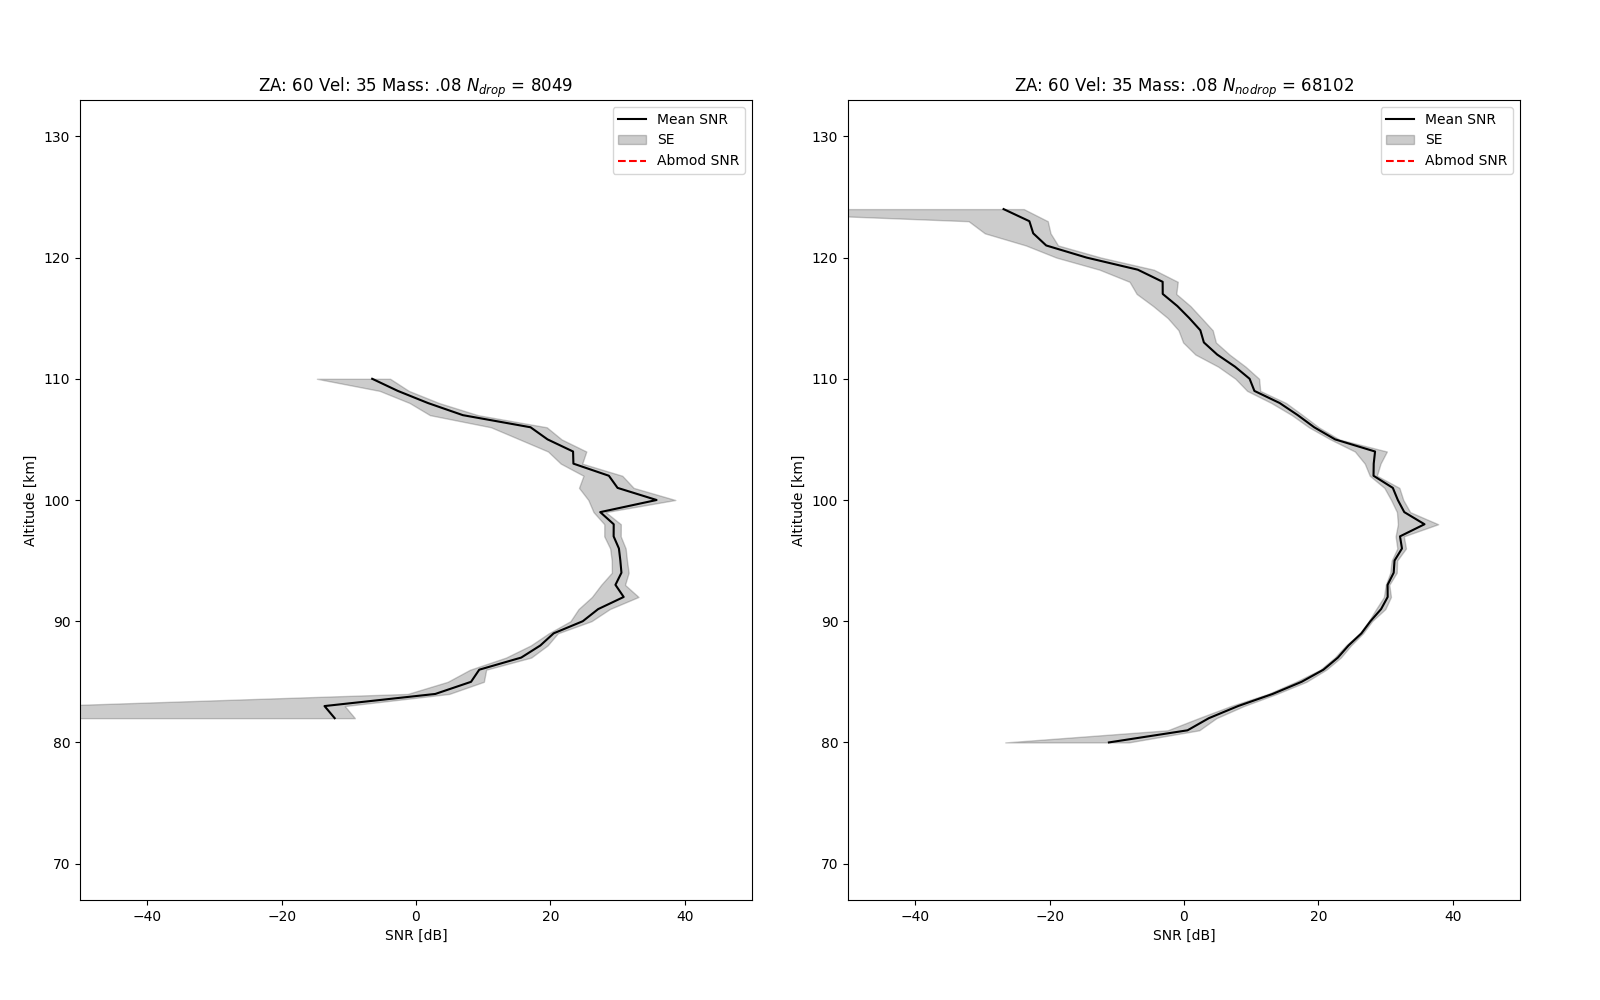 ZA: 60 Vel: 35 Mass: .08 N_drop = 8049
Mean SNR
SE
Abmod SNR
130
120
110
100
90
80
70
Altitude [km]
−40 −20 0 20 40
SNR [dB]
ZA: 60 Vel: 35 Mass: .08 N_nodrop = 68102
Mean SNR
SE
Abmod SNR
130
120
110
100
90
80
70
Altitude [km]
−40 −20 0 20 40
SNR [dB]